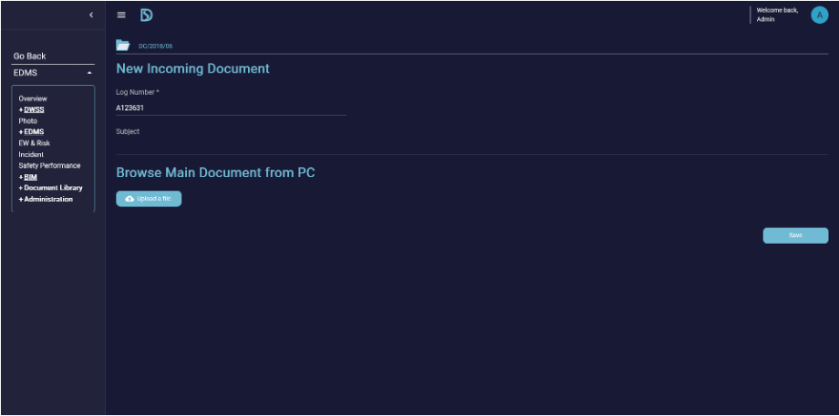 Welcome back,
Admin
A
DC/2018/06
Go Back
EDMS
Overview
+ DWSS
Photo
+ EDMS
EW & Risk
Incident
Safety Performance
+ BIM
+ Document Library
+ Administration
New Incoming Document
Log Number *
A123631
Subject
Browse Main Document from PC
Upload a file
Save